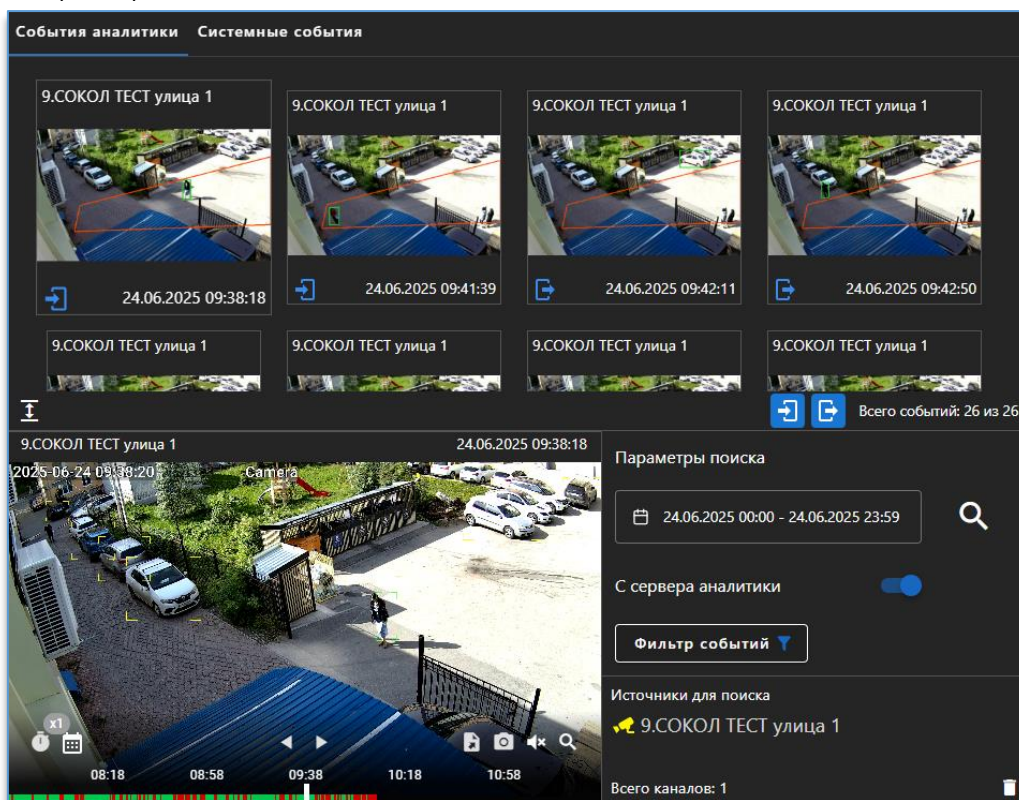 События аналитики Системные события
9.СОКОЛ ТЕСТ улица 1
9.СОКОЛ ТЕСТ улица 1
9.СОКОЛ ТЕСТ улица 1
9.СОКОЛ ТЕСТ улица 1
24.06.2025 09:38:18
24.06.2025 09:41:39
24.06.2025 09:42:11
24.06.2025 09:42:50
9.СОКОЛ ТЕСТ улица 1
9.СОКОЛ ТЕСТ улица 1
9.СОКОЛ ТЕСТ улица 1
9.СОКОЛ ТЕСТ улица 1
Всего событий: 26 из 26
9.СОКОЛ ТЕСТ улица 1 24.06.2025 09:38:18
2025-06-24 09:38:20 Camera
x1
08:18 08:58 09:38 10:18 10:58
Параметры поиска
24.06.2025 00:00 - 24.06.2025 23:59
С сервера аналитики
Фильтр событий
Источники для поиска
9.СОКОЛ ТЕСТ улица 1
Всего каналов: 1